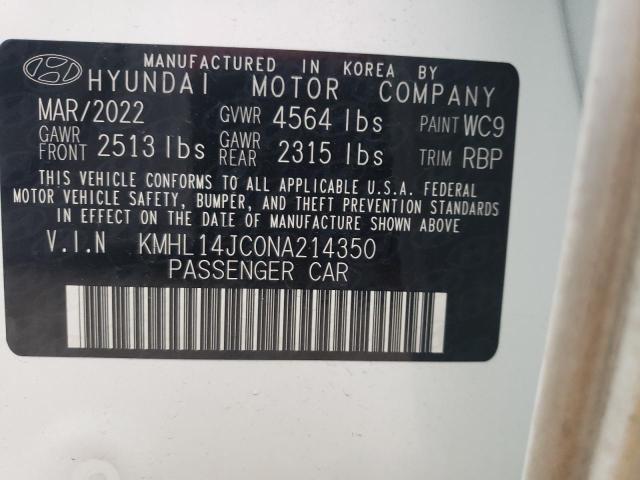 MANUFACTURED IN KOREA BY
HYUNDAI MOTOR COMPANY
MAR/2022 GVWR 4564 lbs PAINT WC9
GAWR FRONT 2513 lbs GAWR REAR 2315 lbs TRIM RBP
THIS VEHICLE CONFORMS TO ALL APPLICABLE U.S.A. FEDERAL
MOTOR VEHICLE SAFETY, BUMPER, AND THEFT PREVENTION STANDARDS
IN EFFECT ON THE DATE OF MANUFACTURE SHOWN ABOVE
V.I.N KMHL14JC0NA214350
PASSENGER CAR